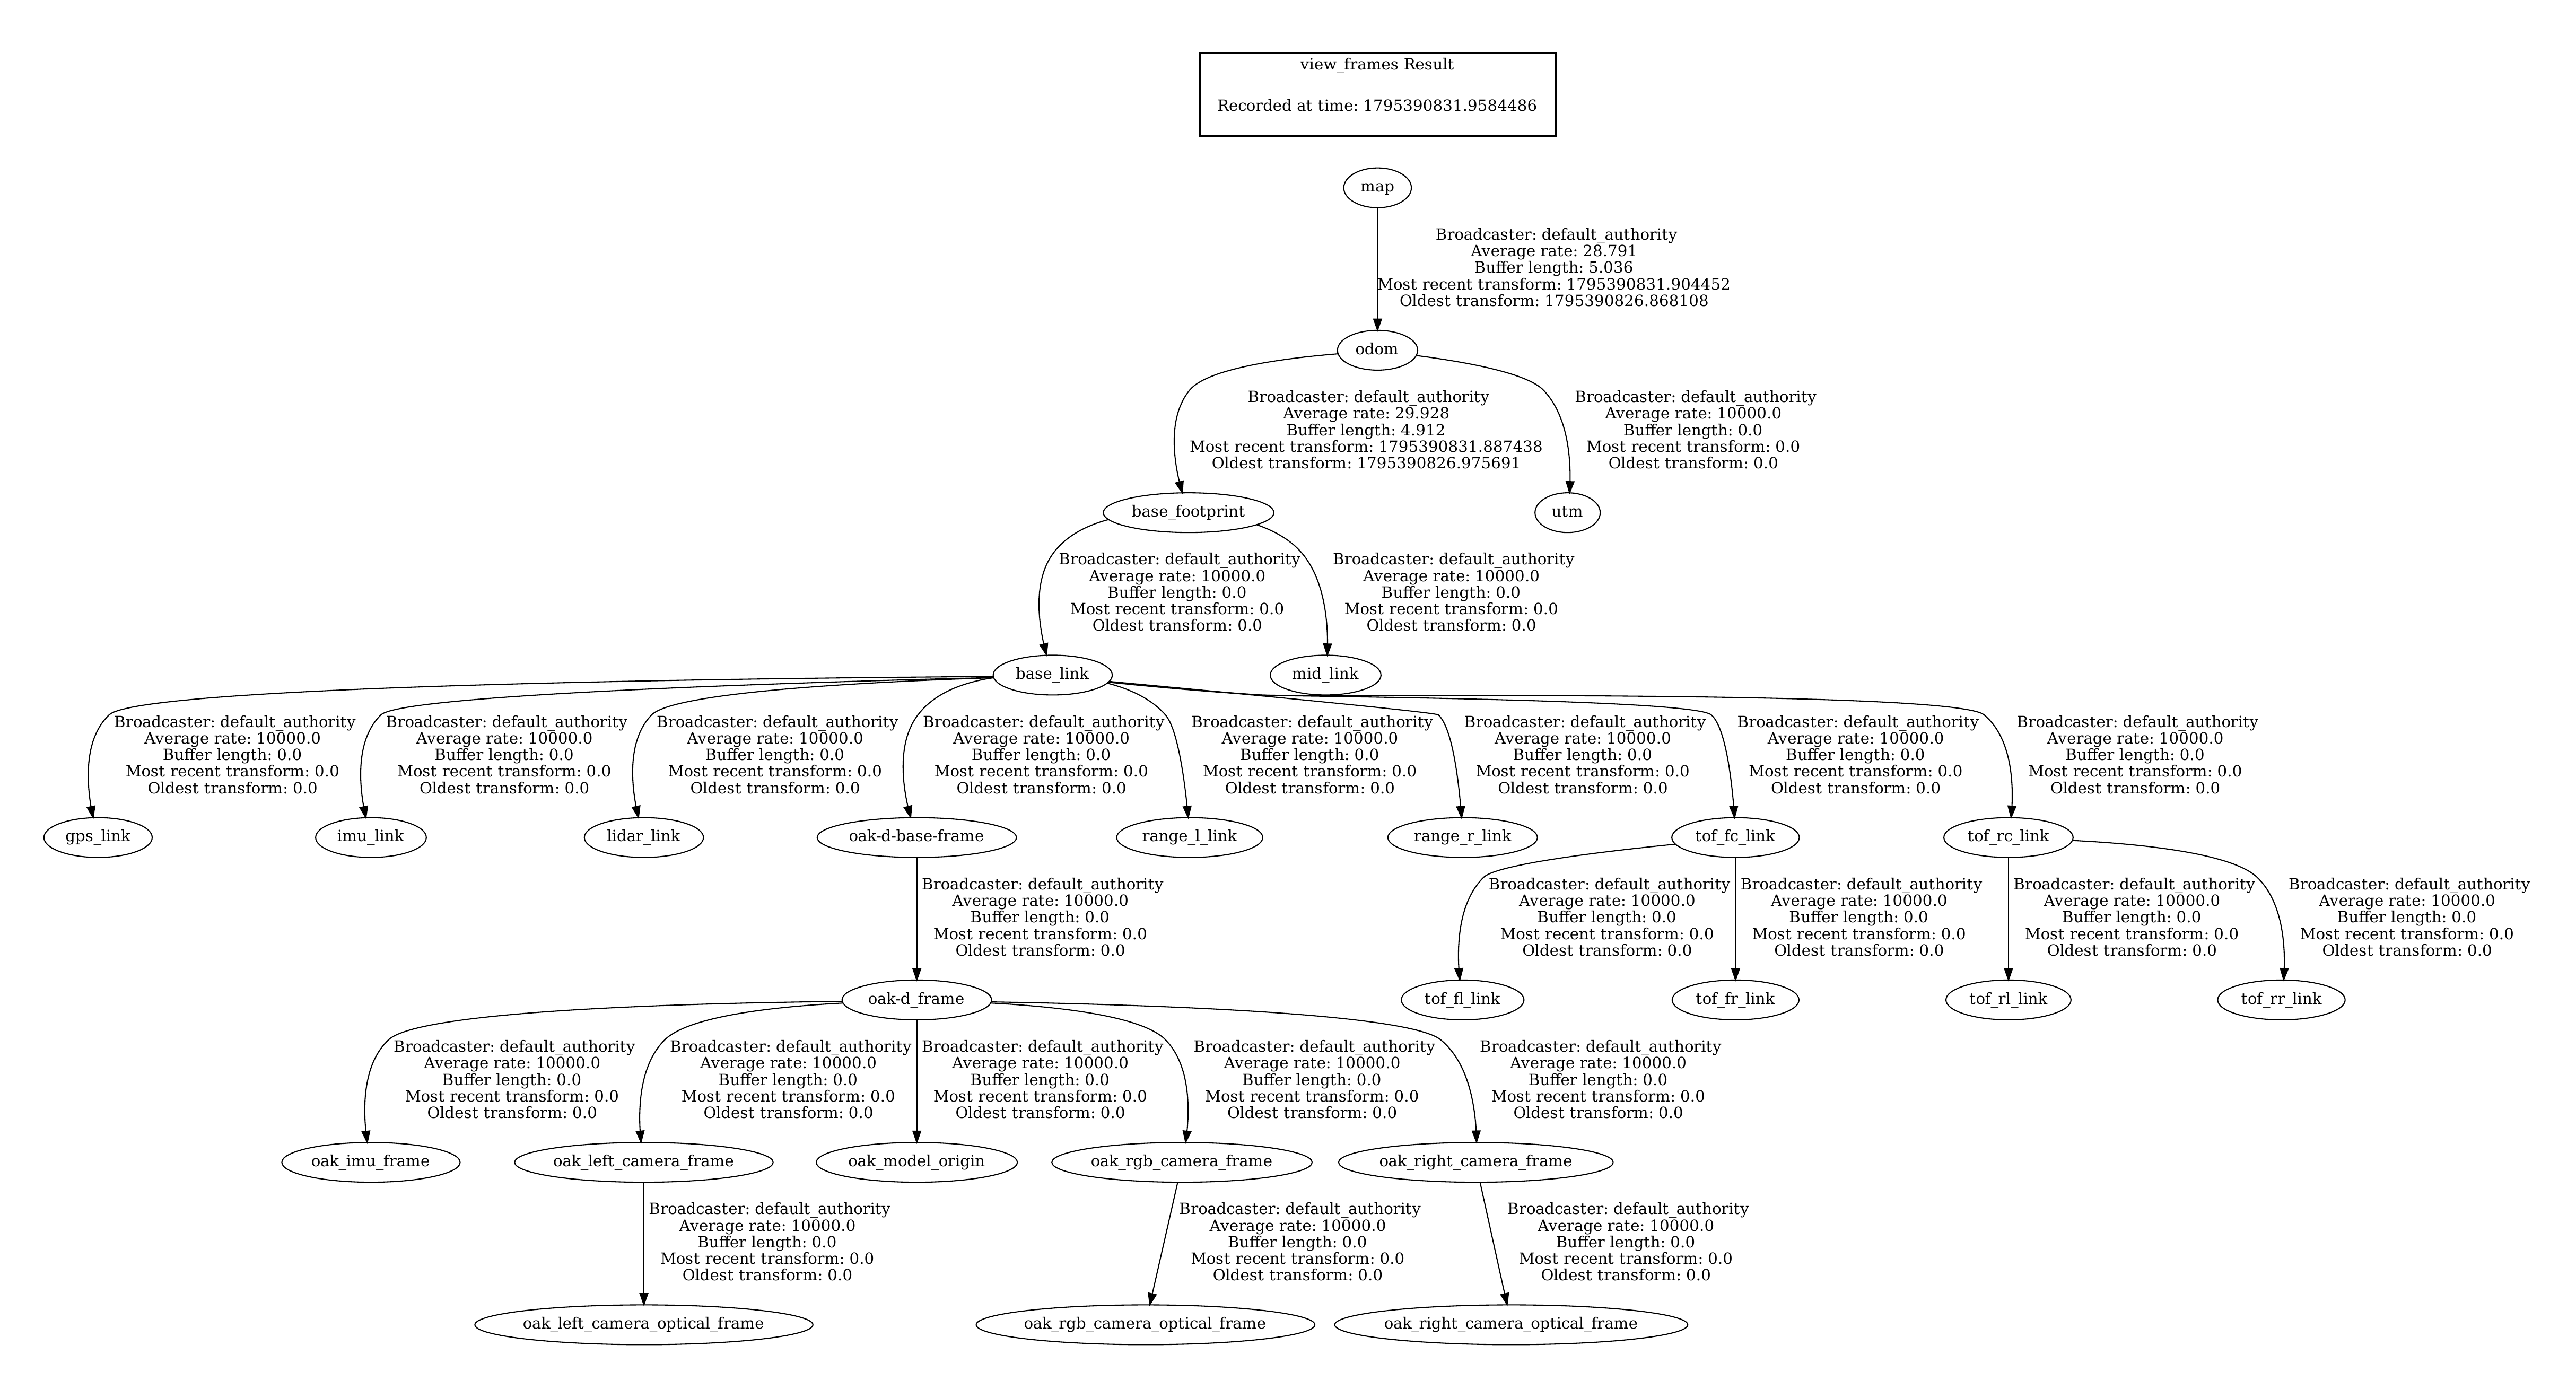 view_frames Result
Recorded at time: 1795390831.9584486
map
Broadcaster: default_authority
Average rate: 28.791
Buffer length: 5.036
Most recent transform: 1795390831.904452
Oldest transform: 1795390826.868108
odom
Broadcaster: default_authority
Average rate: 29.928
Buffer length: 4.912
Most recent transform: 1795390831.887438
Oldest transform: 1795390826.975691
Broadcaster: default_authority
Average rate: 10000.0
Buffer length: 0.0
Most recent transform: 0.0
Oldest transform: 0.0
base_footprint
utm
Broadcaster: default_authority
Average rate: 10000.0
Buffer length: 0.0
Most recent transform: 0.0
Oldest transform: 0.0
Broadcaster: default_authority
Average rate: 10000.0
Buffer length: 0.0
Most recent transform: 0.0
Oldest transform: 0.0
base_link
mid_link
Broadcaster: default_authority
Average rate: 10000.0
Buffer length: 0.0
Most recent transform: 0.0
Oldest transform: 0.0
Broadcaster: default_authority
Average rate: 10000.0
Buffer length: 0.0
Most recent transform: 0.0
Oldest transform: 0.0
Broadcaster: default_authority
Average rate: 10000.0
Buffer length: 0.0
Most recent transform: 0.0
Oldest transform: 0.0
Broadcaster: default_authority
Average rate: 10000.0
Buffer length: 0.0
Most recent transform: 0.0
Oldest transform: 0.0
Broadcaster: default_authority
Average rate: 10000.0
Buffer length: 0.0
Most recent transform: 0.0
Oldest transform: 0.0
Broadcaster: default_authority
Average rate: 10000.0
Buffer length: 0.0
Most recent transform: 0.0
Oldest transform: 0.0
Broadcaster: default_authority
Average rate: 10000.0
Buffer length: 0.0
Most recent transform: 0.0
Oldest transform: 0.0
Broadcaster: default_authority
Average rate: 10000.0
Buffer length: 0.0
Most recent transform: 0.0
Oldest transform: 0.0
gps_link
imu_link
lidar_link
oak-d-base-frame
range_l_link
range_r_link
tof_fc_link
tof_rc_link
Broadcaster: default_authority
Average rate: 10000.0
Buffer length: 0.0
Most recent transform: 0.0
Oldest transform: 0.0
Broadcaster: default_authority
Average rate: 10000.0
Buffer length: 0.0
Most recent transform: 0.0
Oldest transform: 0.0
Broadcaster: default_authority
Average rate: 10000.0
Buffer length: 0.0
Most recent transform: 0.0
Oldest transform: 0.0
Broadcaster: default_authority
Average rate: 10000.0
Buffer length: 0.0
Most recent transform: 0.0
Oldest transform: 0.0
Broadcaster: default_authority
Average rate: 10000.0
Buffer length: 0.0
Most recent transform: 0.0
Oldest transform: 0.0
oak-d_frame
tof_fl_link
tof_fr_link
tof_rl_link
tof_rr_link
Broadcaster: default_authority
Average rate: 10000.0
Buffer length: 0.0
Most recent transform: 0.0
Oldest transform: 0.0
Broadcaster: default_authority
Average rate: 10000.0
Buffer length: 0.0
Most recent transform: 0.0
Oldest transform: 0.0
Broadcaster: default_authority
Average rate: 10000.0
Buffer length: 0.0
Most recent transform: 0.0
Oldest transform: 0.0
Broadcaster: default_authority
Average rate: 10000.0
Buffer length: 0.0
Most recent transform: 0.0
Oldest transform: 0.0
Broadcaster: default_authority
Average rate: 10000.0
Buffer length: 0.0
Most recent transform: 0.0
Oldest transform: 0.0
oak_imu_frame
oak_left_camera_frame
oak_model_origin
oak_rgb_camera_frame
oak_right_camera_frame
Broadcaster: default_authority
Average rate: 10000.0
Buffer length: 0.0
Most recent transform: 0.0
Oldest transform: 0.0
Broadcaster: default_authority
Average rate: 10000.0
Buffer length: 0.0
Most recent transform: 0.0
Oldest transform: 0.0
Broadcaster: default_authority
Average rate: 10000.0
Buffer length: 0.0
Most recent transform: 0.0
Oldest transform: 0.0
oak_left_camera_optical_frame
oak_rgb_camera_optical_frame
oak_right_camera_optical_frame